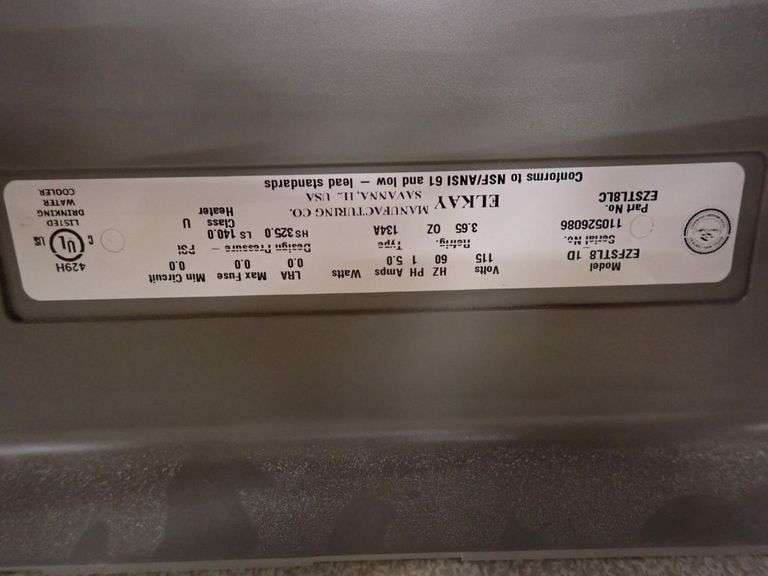 Model Volts HZ PH Amps Watts LRA Max Fuse Min Circuit
EZFSTL8 1D 115 60 1 5.0 0.0 0.0 0.0
Serial No. Refrig. Type Design Pressure - PSI
110526086 3.65 OZ 134A HS 325.0 LS 140.0
Part No. ELKAY MANUFACTURING CO. Heater Class
EZSTL8LC SAVANNA, IL, USA U
Conforms to NSF/ANSI 61 and low - lead standards
429H
C UL US
LISTED
DRINKING
WATER
COOLER